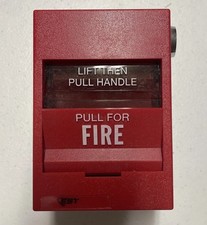 LIFT THEN
PULL HANDLE
PULL FOR
FIRE